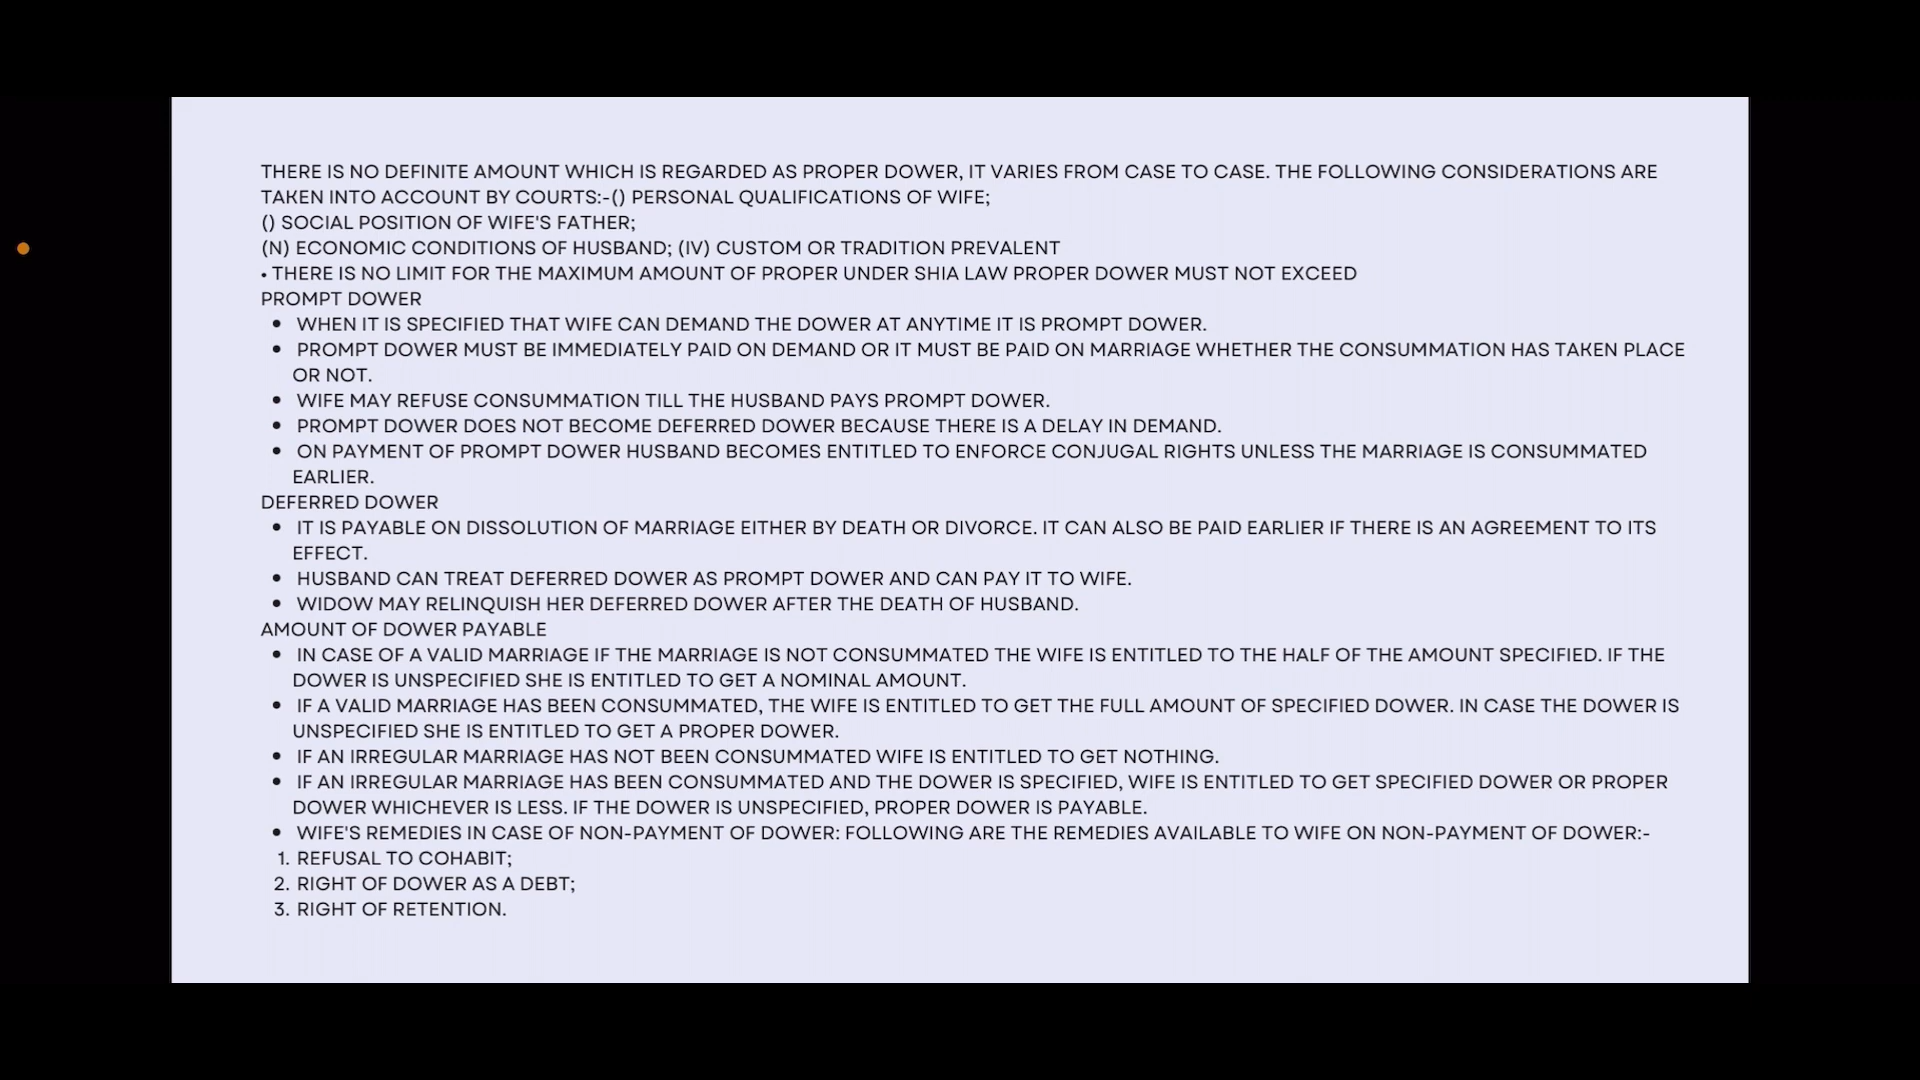 THERE IS NO DEFINITE AMOUNT WHICH IS REGARDED AS PROPER DOWER, IT VARIES FROM CASE TO CASE. THE FOLLOWING CONSIDERATIONS ARE
TAKEN INTO ACCOUNT BY COURTS:-() PERSONAL QUALIFICATIONS OF WIFE;
() SOCIAL POSITION OF WIFE'S FATHER;
(N) ECONOMIC CONDITIONS OF HUSBAND; (IV) CUSTOM OR TRADITION PREVALENT
• THERE IS NO LIMIT FOR THE MAXIMUM AMOUNT OF PROPER UNDER SHIA LAW PROPER DOWER MUST NOT EXCEED
PROMPT DOWER
• WHEN IT IS SPECIFIED THAT WIFE CAN DEMAND THE DOWER AT ANYTIME IT IS PROMPT DOWER.
• PROMPT DOWER MUST BE IMMEDIATELY PAID ON DEMAND OR IT MUST BE PAID ON MARRIAGE WHETHER THE CONSUMMATION HAS TAKEN PLACE
OR NOT.
• WIFE MAY REFUSE CONSUMMATION TILL THE HUSBAND PAYS PROMPT DOWER.
• PROMPT DOWER DOES NOT BECOME DEFERRED DOWER BECAUSE THERE IS A DELAY IN DEMAND.
• ON PAYMENT OF PROMPT DOWER HUSBAND BECOMES ENTITLED TO ENFORCE CONJUGAL RIGHTS UNLESS THE MARRIAGE IS CONSUMMATED
EARLIER.
DEFERRED DOWER
• IT IS PAYABLE ON DISSOLUTION OF MARRIAGE EITHER BY DEATH OR DIVORCE. IT CAN ALSO BE PAID EARLIER IF THERE IS AN AGREEMENT TO ITS
EFFECT.
• HUSBAND CAN TREAT DEFERRED DOWER AS PROMPT DOWER AND CAN PAY IT TO WIFE.
• WIDOW MAY RELINQUISH HER DEFERRED DOWER AFTER THE DEATH OF HUSBAND.
AMOUNT OF DOWER PAYABLE
• IN CASE OF A VALID MARRIAGE IF THE MARRIAGE IS NOT CONSUMMATED THE WIFE IS ENTITLED TO THE HALF OF THE AMOUNT SPECIFIED. IF THE
DOWER IS UNSPECIFIED SHE IS ENTITLED TO GET A NOMINAL AMOUNT.
• IF A VALID MARRIAGE HAS BEEN CONSUMMATED, THE WIFE IS ENTITLED TO GET THE FULL AMOUNT OF SPECIFIED DOWER. IN CASE THE DOWER IS
UNSPECIFIED SHE IS ENTITLED TO GET A PROPER DOWER.
• IF AN IRREGULAR MARRIAGE HAS NOT BEEN CONSUMMATED WIFE IS ENTITLED TO GET NOTHING.
• IF AN IRREGULAR MARRIAGE HAS BEEN CONSUMMATED AND THE DOWER IS SPECIFIED, WIFE IS ENTITLED TO GET SPECIFIED DOWER OR PROPER
DOWER WHICHEVER IS LESS. IF THE DOWER IS UNSPECIFIED, PROPER DOWER IS PAYABLE.
• WIFE'S REMEDIES IN CASE OF NON-PAYMENT OF DOWER: FOLLOWING ARE THE REMEDIES AVAILABLE TO WIFE ON NON-PAYMENT OF DOWER:-
1. REFUSAL TO COHABIT;
2. RIGHT OF DOWER AS A DEBT;
3. RIGHT OF RETENTION.